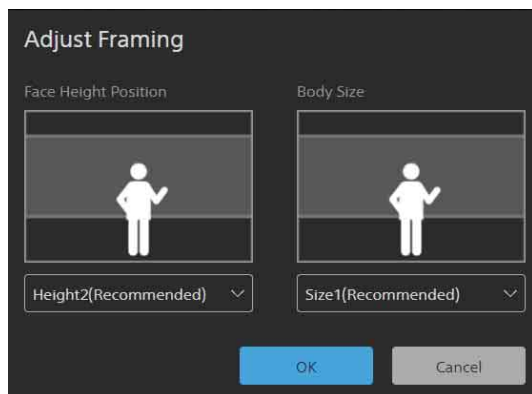 Adjust Framing
Face Height Position
Body Size
Height2(Recommended)
Size1(Recommended)
OK
Cancel